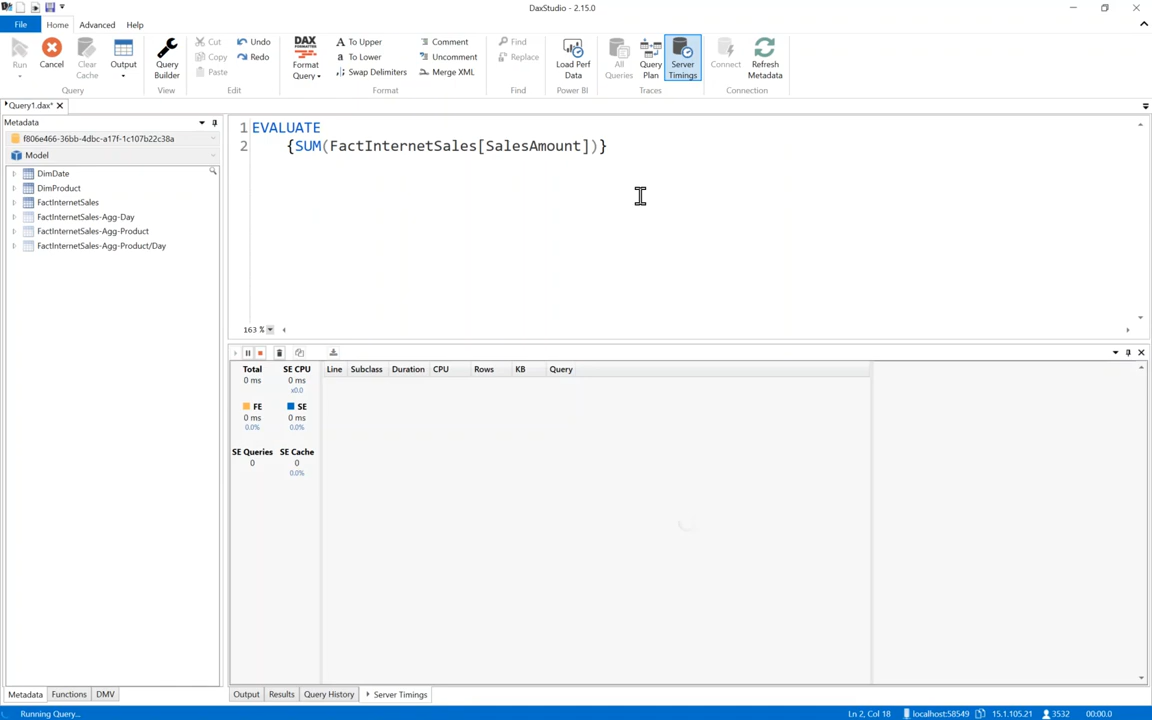 DaxStudio - 2.15.0
File Home Advanced Help
Run
Cancel
Clear
Cache
Output
Query
Query
Builder
View
Cut
Copy
Paste
Undo
Redo
Edit
DAX
FORMATTER
Format
Query
To Upper
To Lower
Swap Delimiters
Comment
Uncomment
Merge XML
Format
Find
Replace
Find
Load Perf
Data
Power BI
All
Queries
Query
Plan
Server
Timings
Traces
Connect
Refresh
Metadata
Connection
Query1.dax*
Metadata
f806e466-36bb-4dbc-a17f-1c107b22c38a
Model
DimDate
DimProduct
FactInternetSales
FactInternetSales-Agg-Day
FactInternetSales-Agg-Product
FactInternetSales-Agg-Product/Day
1 EVALUATE
2 {SUM(FactInternetSales[SalesAmount])}
163 %
Total SE CPU
0 ms 0 ms
x0.0
FE SE
0 ms 0 ms
0.0% 0.0%
SE Queries SE Cache
0 0
0.0%
Line Subclass Duration CPU Rows KB Query
Metadata Functions DMV
Output Results Query History Server Timings
Running Query...
Ln 2, Col 18 localhost:58549 15.1.105.21 3532 00:00.0